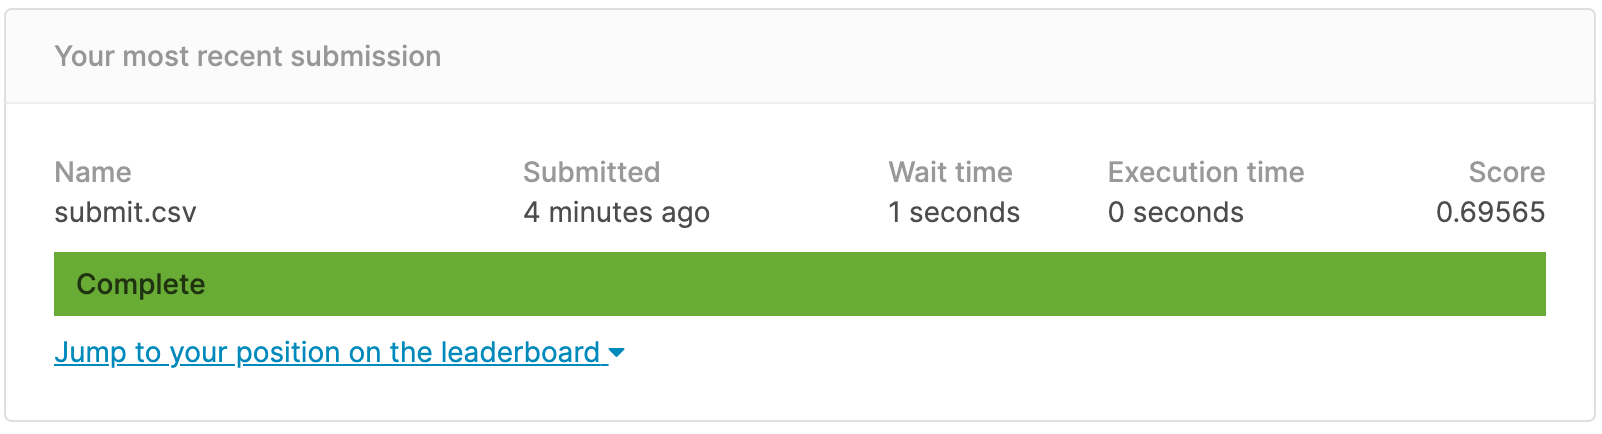 Your most recent submission
Name Submitted Wait time Execution time Score
submit.csv 4 minutes ago 1 seconds 0 seconds 0.69565
Complete
Jump to your position on the leaderboard